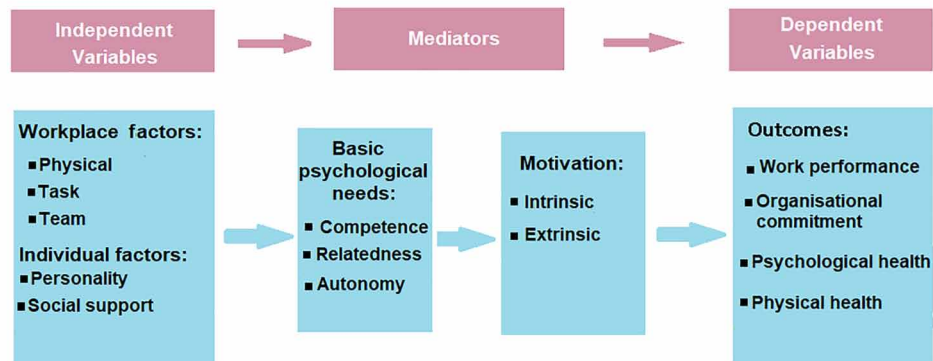 Independent
Variables
Mediators
Dependent
Variables
Workplace factors:
▪Physical
▪Task
▪Team
Individual factors:
▪Personality
▪Social support
Basic
psychological
needs:
▪Competence
▪Relatedness
▪Autonomy
Motivation:
▪Intrinsic
▪Extrinsic
Outcomes:
▪Work performance
▪Organisational
commitment
▪Psychological health
▪Physical health